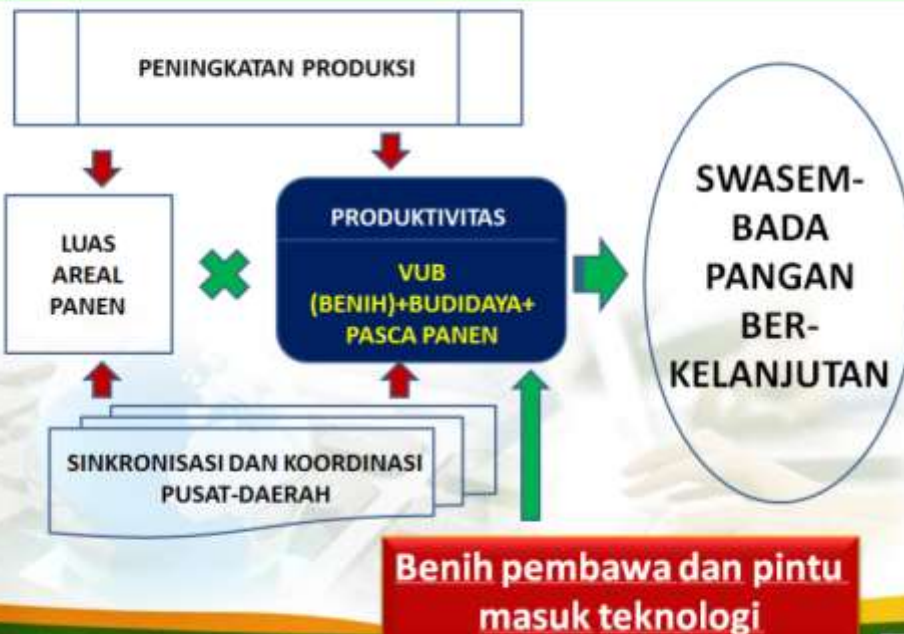 PENINGKATAN PRODUKSI
LUAS
AREAL
PANEN
PRODUKTIVITAS
VUB
(BENIH)+BUDIDAYA+
PASCA PANEN
SWASEM-
BADA
PANGAN
BER-
KELANJUTAN
SINKRONISASI DAN KOORDINASI
PUSAT-DAERAH
Benih pembawa dan pintu
masuk teknologi